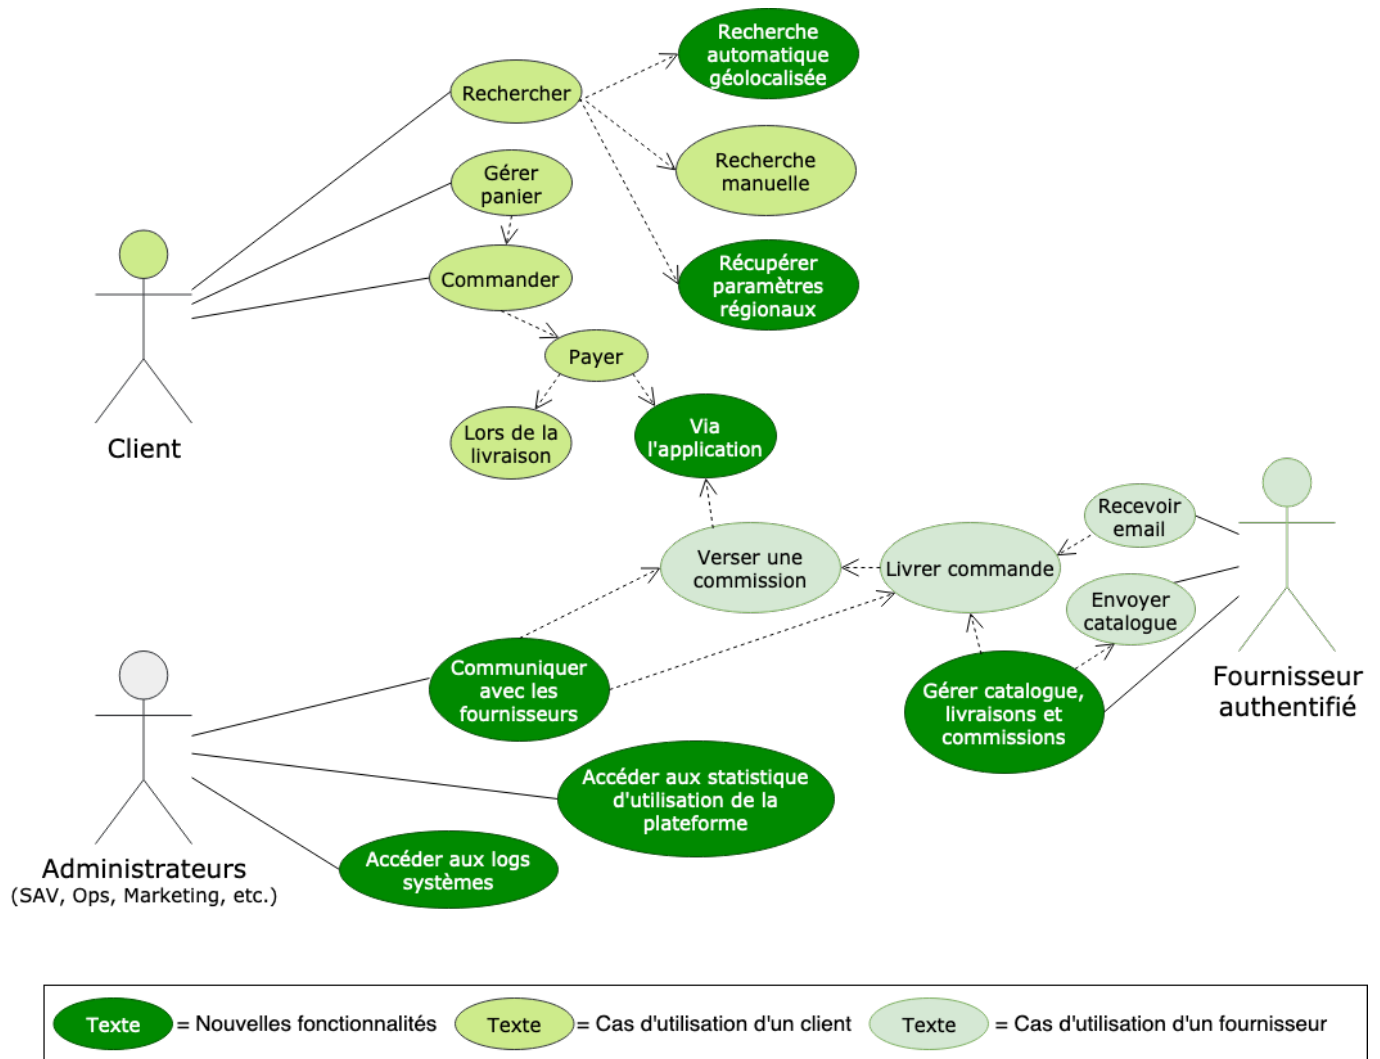 Recherche
automatique
géolocalisée
Rechercher
Recherche
manuelle
Gérer
panier
Commander
Récupérer
paramètres
régionaux
Payer
Lors de la
livraison
Via
l'application
Client
Recevoir
email
Verser une
commission
Livrer commande
Envoyer
catalogue
Fournisseur
authentifié
Communiquer
avec les
fournisseurs
Gérer catalogue,
livraisons et
commissions
Accéder aux statistique
d'utilisation de la
plateforme
Accéder aux logs
systèmes
Administrateurs
(SAV, Ops, Marketing, etc.)
Texte = Nouvelles fonctionnalités Texte = Cas d'utilisation d'un client Texte = Cas d'utilisation d'un fournisseur